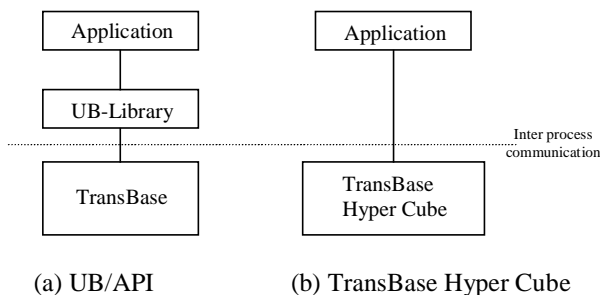 Application
Application
UB-Library
Inter process
communication
TransBase
TransBase
Hyper Cube
(a) UB/API
(b) TransBase Hyper Cube